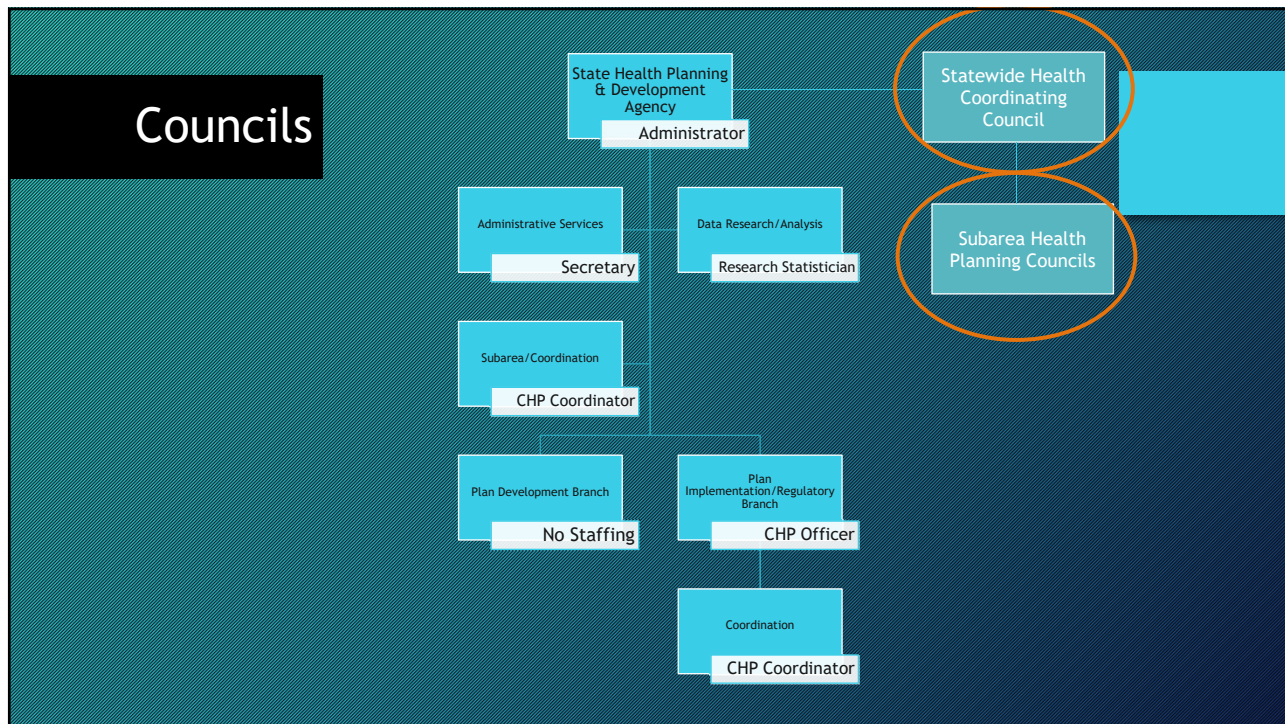 Councils
State Health Planning
& Development
Agency
Administrator
Statewide Health
Coordinating
Council
Administrative Services
Secretary
Data Research/Analysis
Research Statistician
Subarea Health
Planning Councils
Subarea/Coordination
CHP Coordinator
Plan Development Branch
No Staffing
Plan
Implementation/Regulatory
Branch
CHP Officer
Coordination
CHP Coordinator